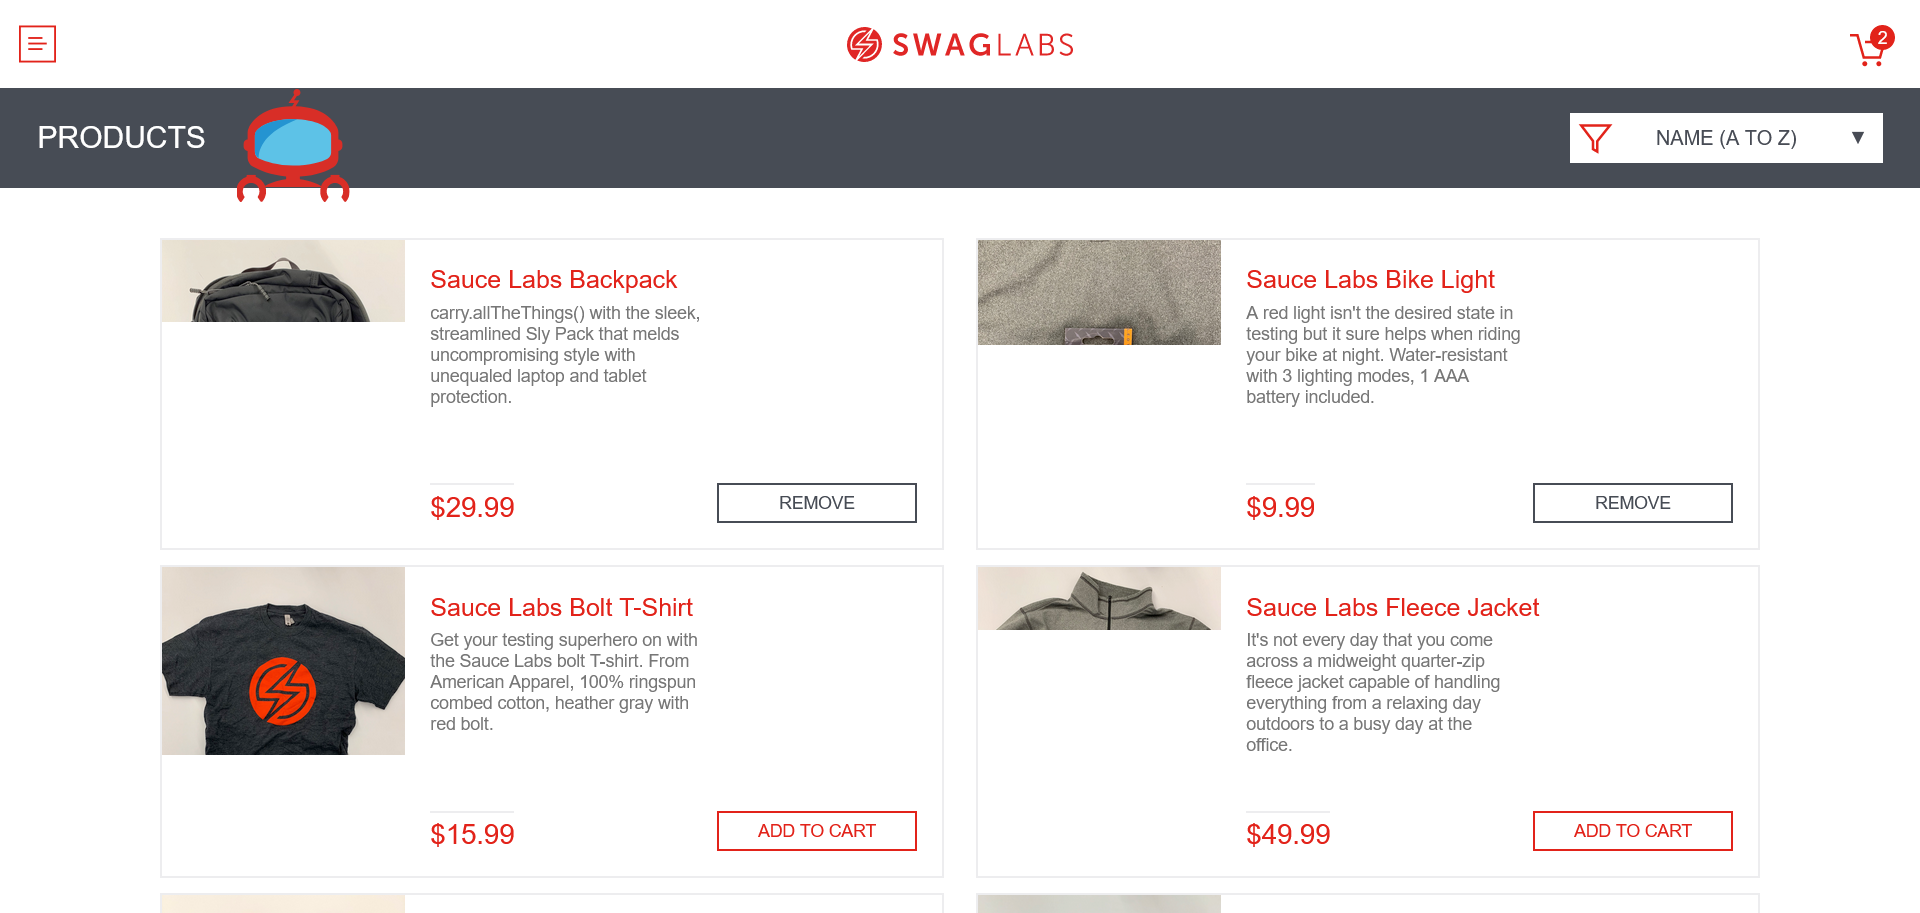 SWAGLABS
2
PRODUCTS
NAME (A TO Z)
Sauce Labs Backpack
carry.allTheThings() with the sleek,
streamlined Sly Pack that melds
uncompromising style with
unequaled laptop and tablet
protection.
$29.99
REMOVE
Sauce Labs Bike Light
A red light isn't the desired state in
testing but it sure helps when riding
your bike at night. Water-resistant
with 3 lighting modes, 1 AAA
battery included.
$9.99
REMOVE
Sauce Labs Bolt T-Shirt
Get your testing superhero on with
the Sauce Labs bolt T-shirt. From
American Apparel, 100% ringspun
combed cotton, heather gray with
red bolt.
$15.99
ADD TO CART
Sauce Labs Fleece Jacket
It's not every day that you come
across a midweight quarter-zip
fleece jacket capable of handling
everything from a relaxing day
outdoors to a busy day at the
office.
$49.99
ADD TO CART